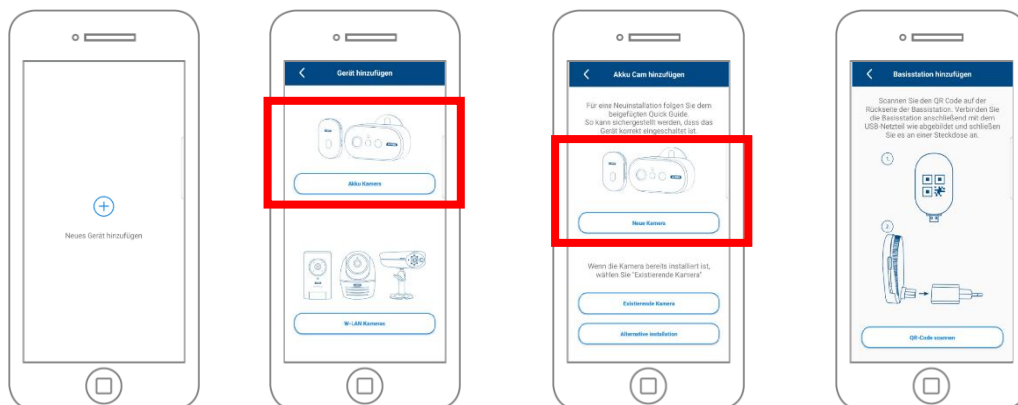 Neues Gerät hinzufügen
Gerät hinzufügen
Akku Kamera
W-LAN Kameras
Akku Cam hinzufügen
Für eine Neuinstallation folgen Sie dem
beigefügten Quick Guide.
So kann sichergestellt werden, dass das
Gerät korrekt eingeschaltet ist.
Neue Kamera
Wenn die Kamera bereits installiert ist,
wählen Sie "Existierende Kamera"
Existierende Kamera
Alternative Installation
Basisstation hinzufügen
Scannen Sie den QR Code auf der
Rückseite der Bassistation. Verbinden Sie
die Basisstation anschließend mit dem
USB-Netzteil wie abgebildet und schließen
Sie es an einer Steckdose an.
1.
2.
QR-Code scannen